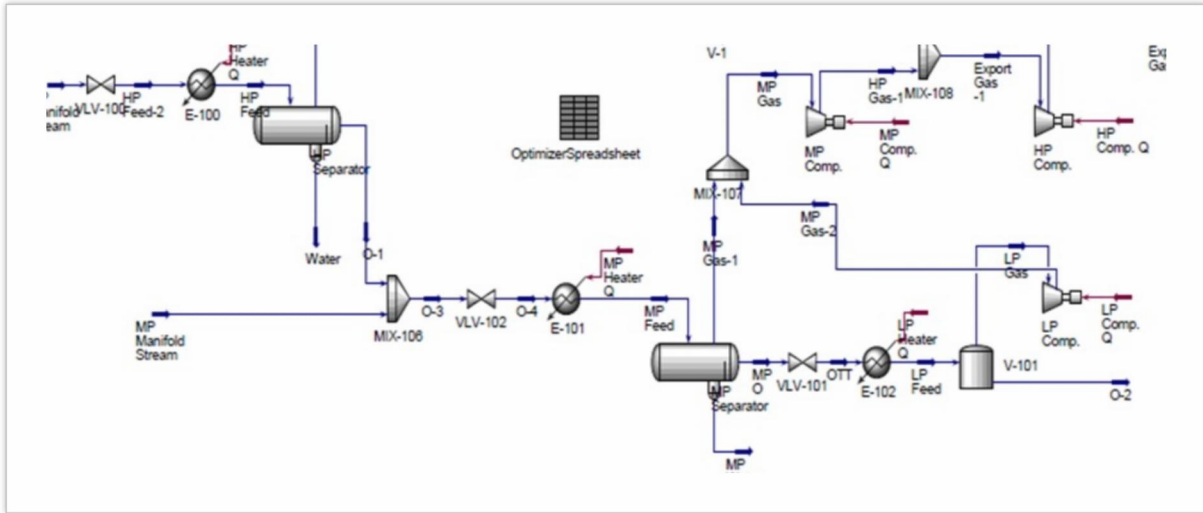 HP
Heater
Q
VLV-100
HP
Feed-2
E-100
HP
Feed
Stream
HP
Separator
Water
O-1
OptimizerSpreadsheet
V-1
MP
Gas
HP
Gas-1
MIX-108
Export
Gas
-1
MP
Comp.
MP
Comp.
Q
HP
Comp.
HP
Comp. Q
MIX-107
MP
Gas-1
MP
Gas-2
LP
Gas
LP
Comp.
LP
Comp.
Q
MP
Manifold
Stream
MIX-106
O-3
VLV-102
O-4
E-101
MP
Heater
Q
MP
Feed
MP
Separator
MP
O
VLV-101
OTT
E-102
LP
Heater
Q
LP
Feed
V-101
O-2
MP